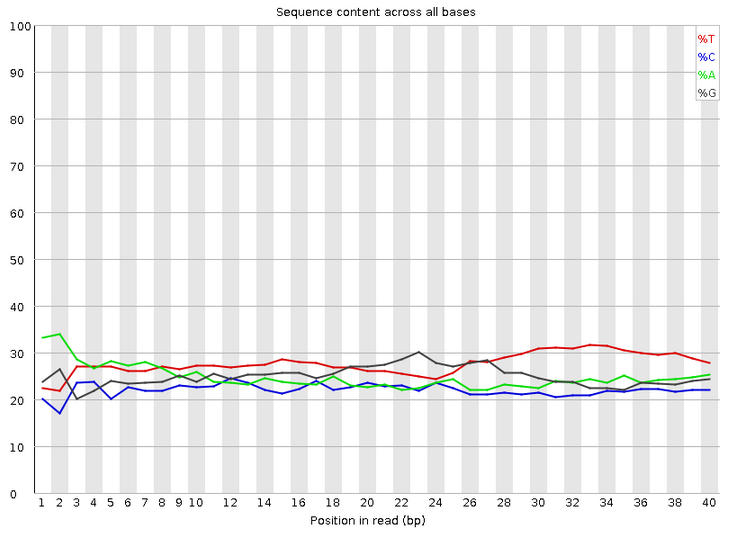 Sequence content across all bases
100
90
80
70
60
50
40
30
20
10
0
%T
%C
%A
%G
1 2 3 4 5 6 7 8 9 10 12 14 16 18 20 22 24 26 28 30 32 34 36 38 40
Position in read (bp)